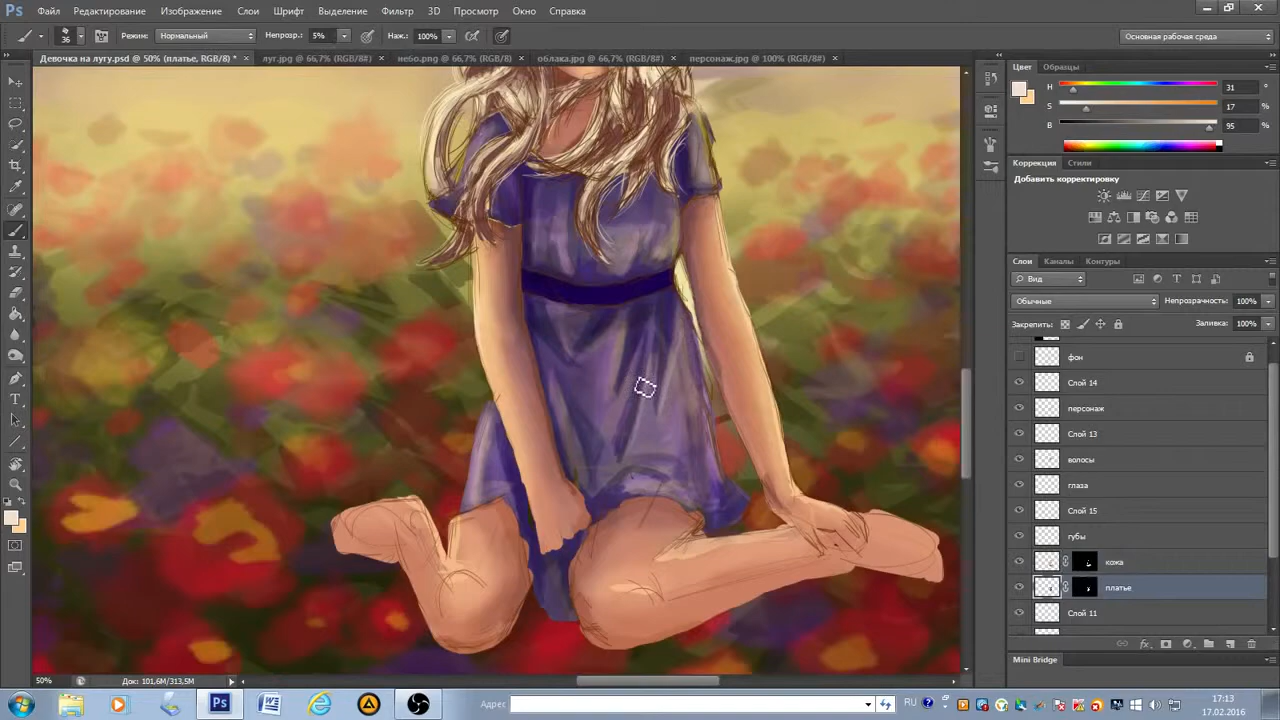 Ps Файл Редактирование Изображение Слои Шрифт Выделение Фильтр 3D Просмотр Окно Справка
36 Режим: Нормальный Непрозр.: 5% Наж.: 100% Основная рабочая среда
Девочка на лугу.psd @ 50% (платье, RGB/8) * × луг.jpg @ 66,7% (RGB/8#) × небо.png @ 66,7% (RGB/8) × облака.jpg @ 66,7% (RGB/8#) × персонаж.jpg @ 100% (RGB/8#) ×
Цвет Образцы
H 31 °
S 17 %
B 95 %
Коррекция Стили
Добавить корректировку
Слои Каналы Контуры
Вид
Обычные Непрозрачность: 100%
Закрепить: Заливка: 100%
фон
Слой 14
персонаж
Слой 13
волосы
глаза
Слой 15
губы
кожа
платье
Слой 11
Mini Bridge
50% Док: 101,6M/313,5M
Ps W Адрес RU 17:13
17.02.2016